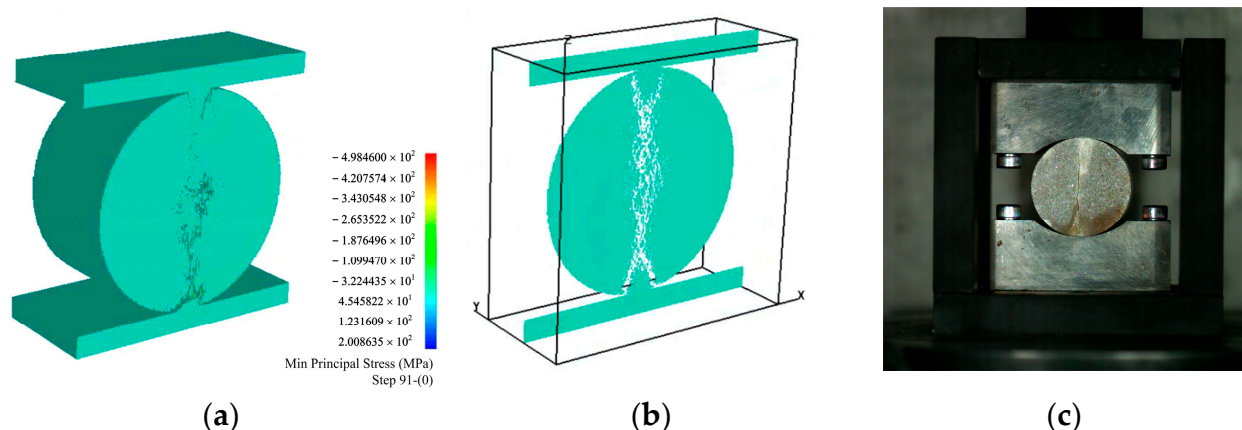 Z
− 4.984600 × 10²
− 4.207574 × 10²
− 3.430548 × 10²
− 2.653522 × 10²
− 1.876496 × 10²
− 1.099470 × 10²
− 3.224435 × 10¹
4.545822 × 10¹
1.231609 × 10²
2.008635 × 10²
Min Principal Stress (MPa)
Step 91-(0)
Y
X
(a)
(b)
(c)